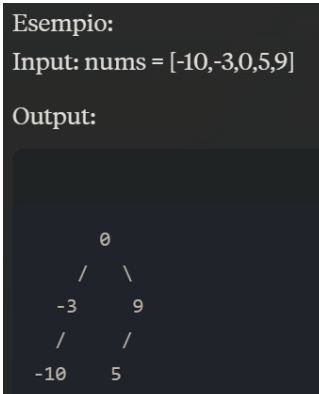 Esempio:
Input: nums = [-10,-3,0,5,9]
Output:
0
/ \
-3 9
/ /
-10 5